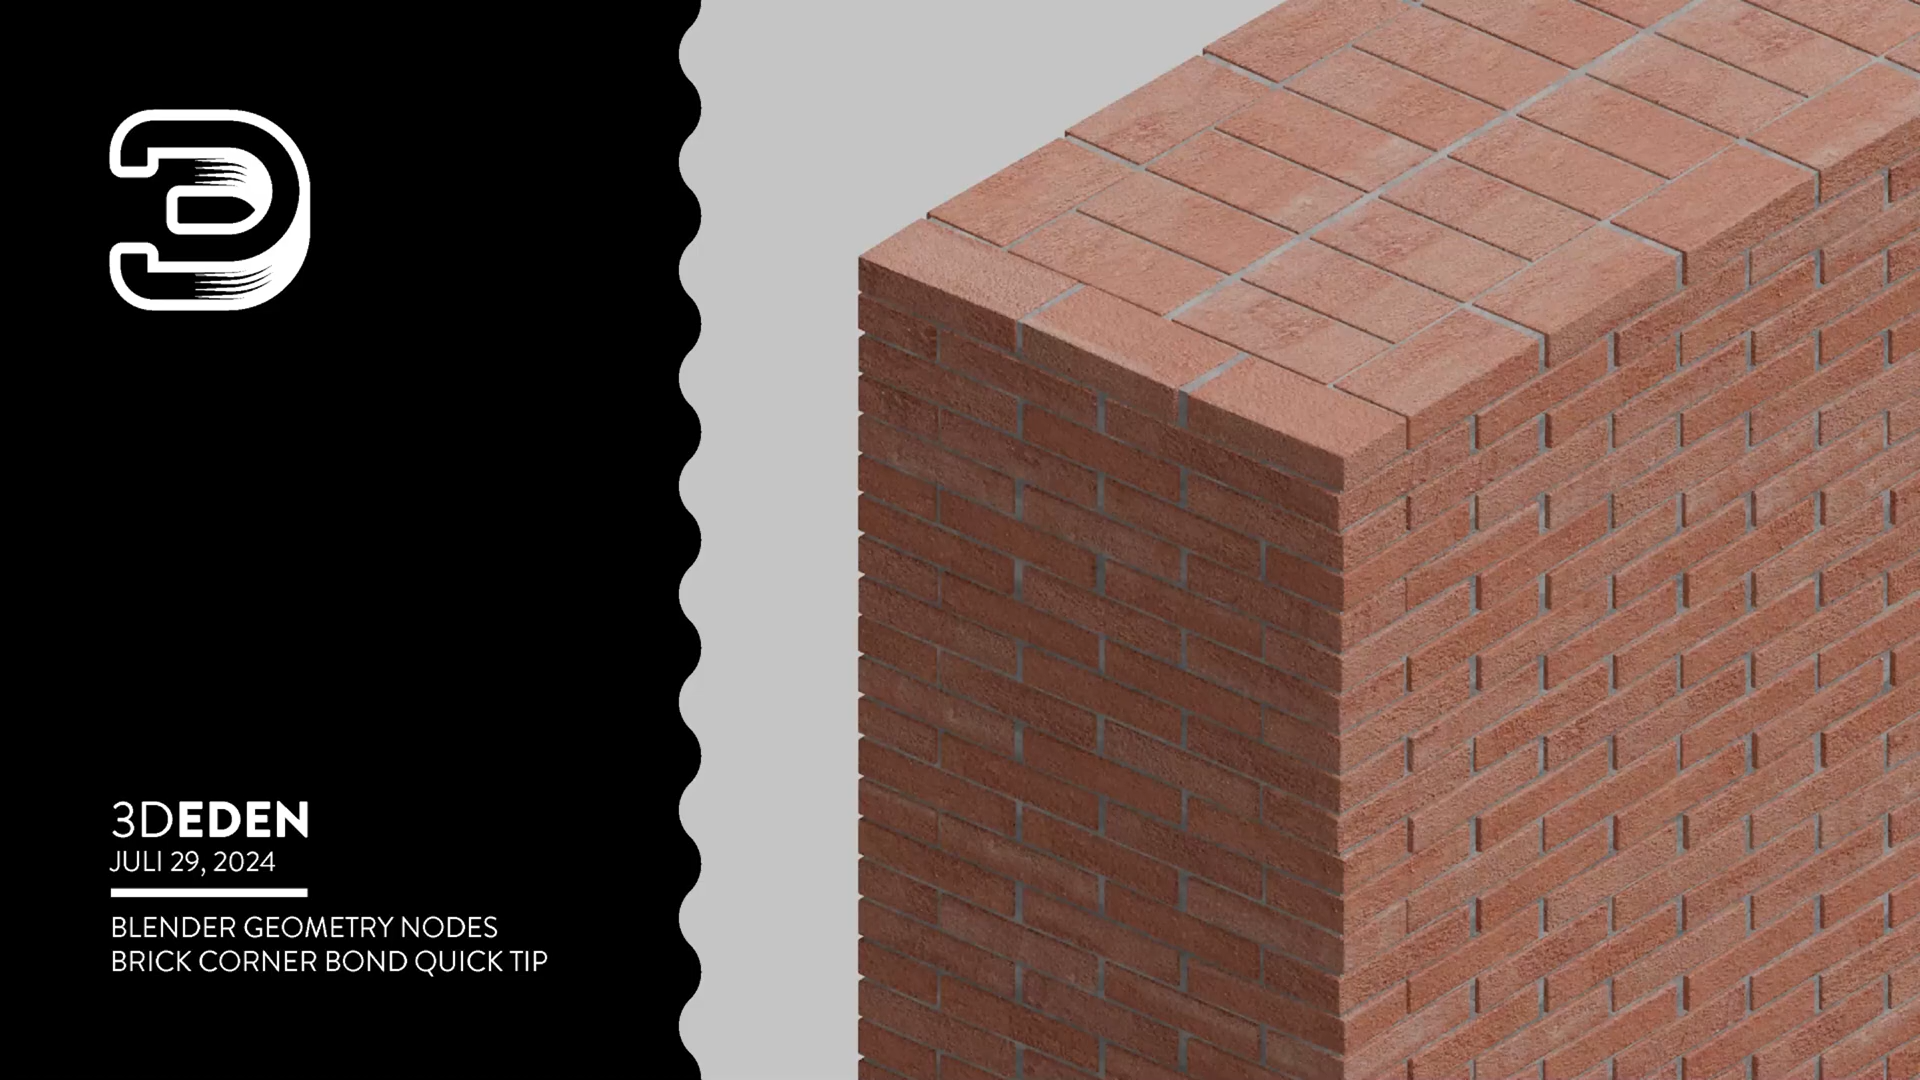 3DEDEN
JULI 29, 2024
BLENDER GEOMETRY NODES
BRICK CORNER BOND QUICK TIP